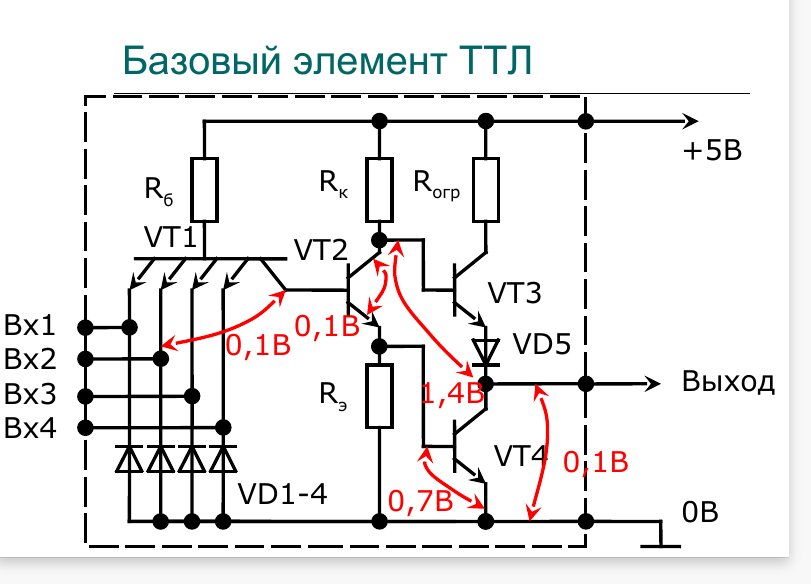 Базовый элемент ТТЛ
+5В
Rб
Rк
Rогр
VT1
VT2
VT3
Вх1
0,1В
0,1В
VD5
Вх2
Вх3
Rэ
1,4В
Выход
Вх4
VT4
0,1В
VD1-4
0,7В
0В